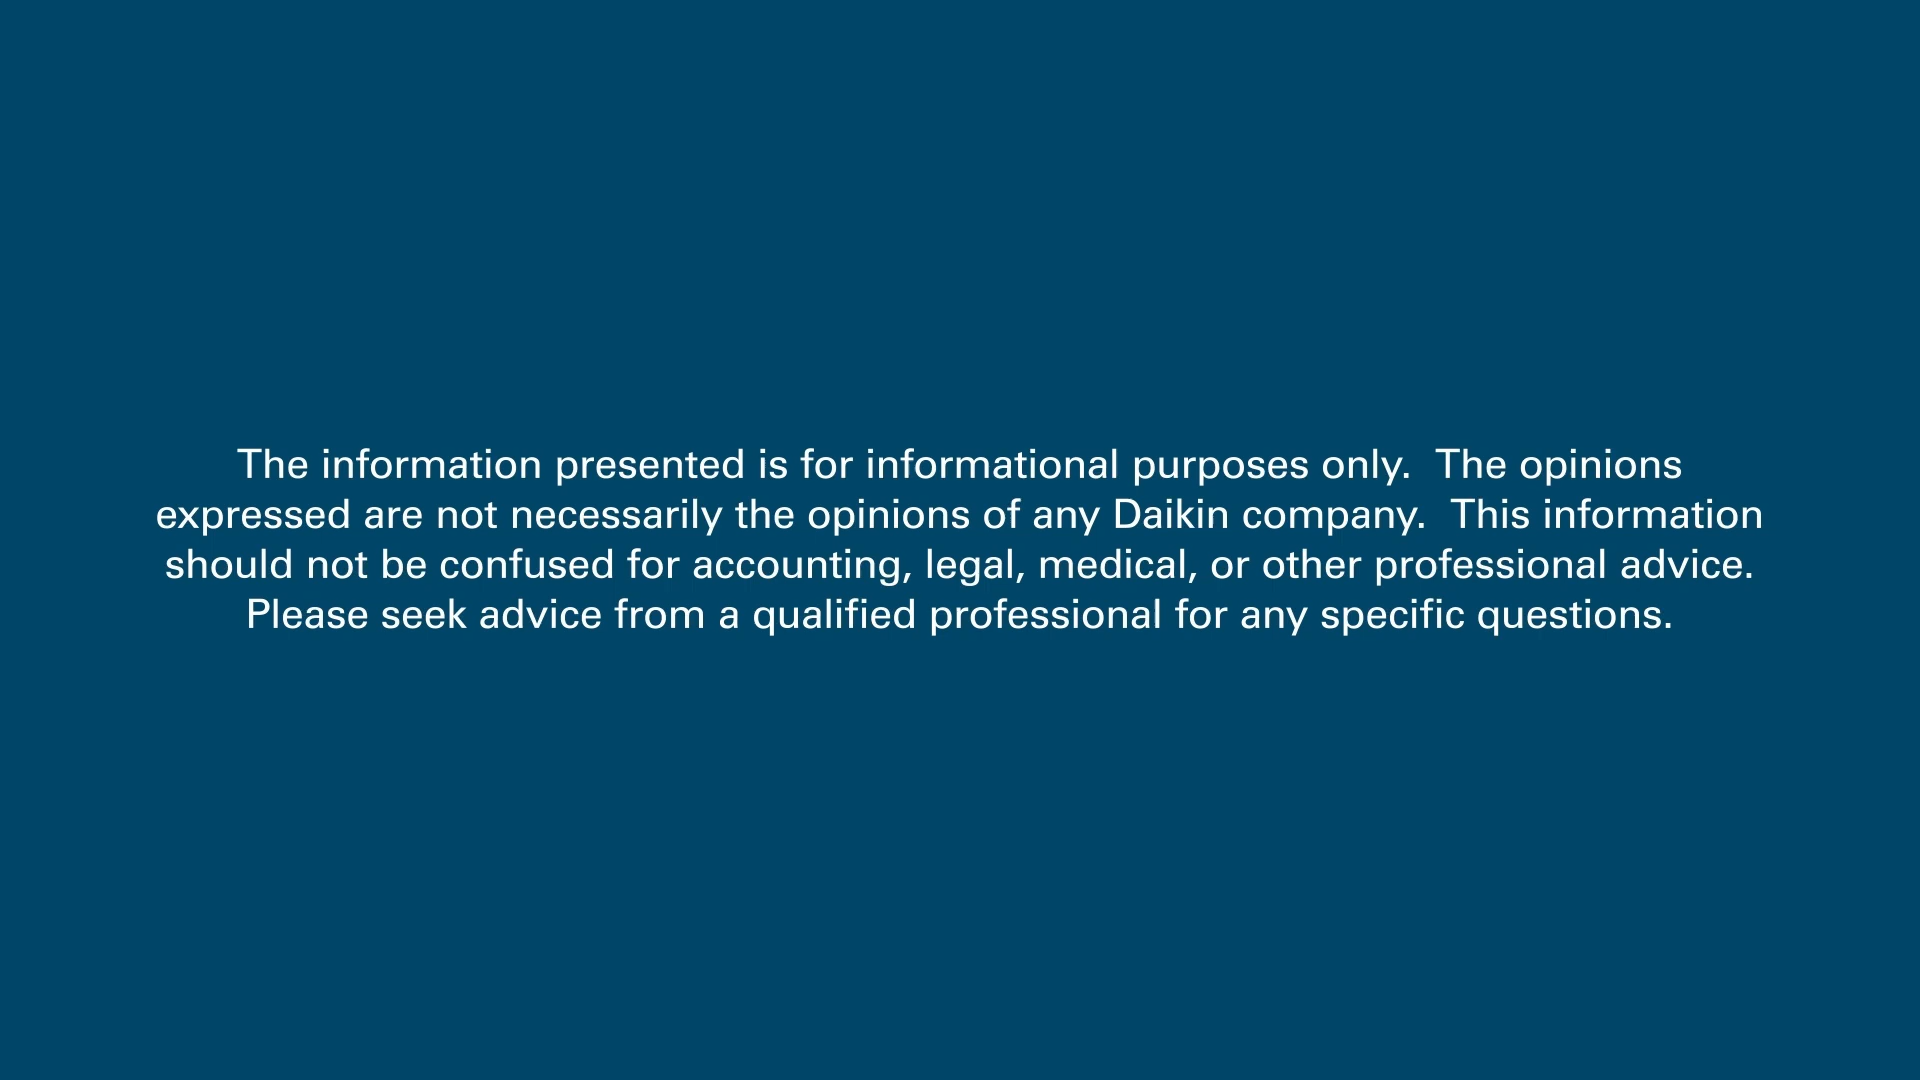 The information presented is for informational purposes only.  The opinions
expressed are not necessarily the opinions of any Daikin company.  This information
should not be confused for accounting, legal, medical, or other professional advice.
Please seek advice from a qualified professional for any specific questions.